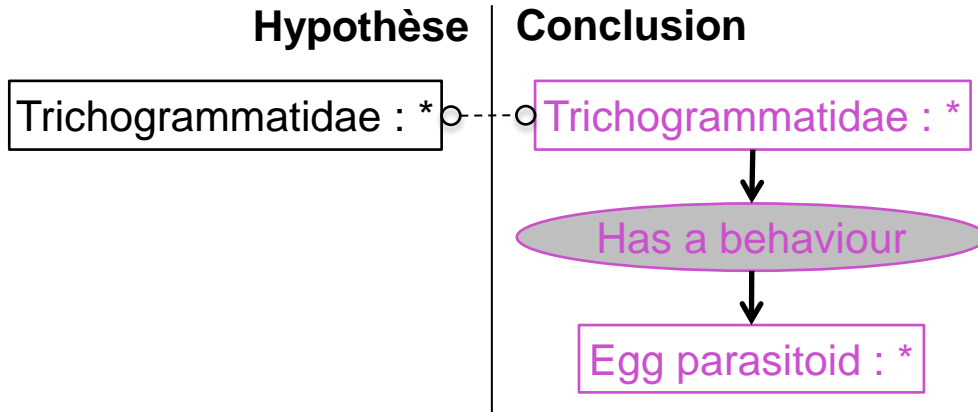 Hypothèse
Conclusion
Trichogrammatidae : *
Trichogrammatidae : *
Has a behaviour
Egg parasitoid : *